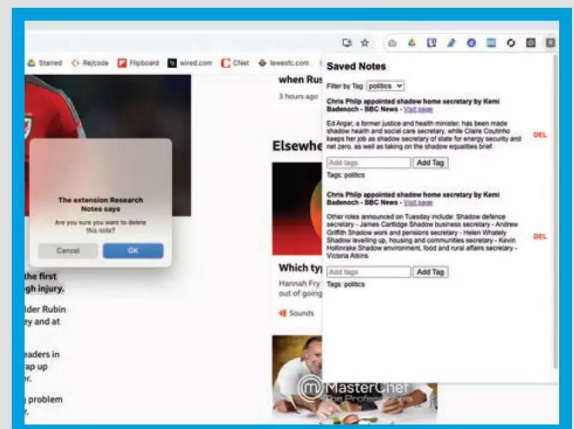 Starred
Re/code
Flipboard
wired.com
CNet
lewesfc.com
when Rus
3 hours ago
Elsewhe
The extension Research
Notes says
Are you sure you want to delete
this note?
Cancel
OK
the first
gh injury.
lder Rubin
ey and at
eaders in
rap up
er.
g problem
r.
Which typ
Hannah Fry
out of going
Sounds
MasterChef
The Professionals
Saved Notes
Filter by Tag: politics
Chris Philp appointed shadow home secretary by Kemi
Badenoch - BBC News - Visit page
Ed Argar, a former justice and health minister, has been made
shadow health and social care secretary, while Claire Coutinho
keeps her job as shadow secretary of state for energy security and
net zero, as well as taking on the shadow equalities brief.
DEL
Add tags
Add Tag
Tags: politics
Chris Philp appointed shadow home secretary by Kemi
Badenoch - BBC News - Visit page
Other roles announced on Tuesday include: Shadow defence
secretary - James Cartlidge Shadow business secretary - Andrew
Griffith Shadow work and pensions secretary - Helen Whately
Shadow levelling up, housing and communities secretary - Kevin
Hollinrake Shadow environment, food and rural affairs secretary -
Victoria Atkins
DEL
Add tags
Add Tag
Tags: politics